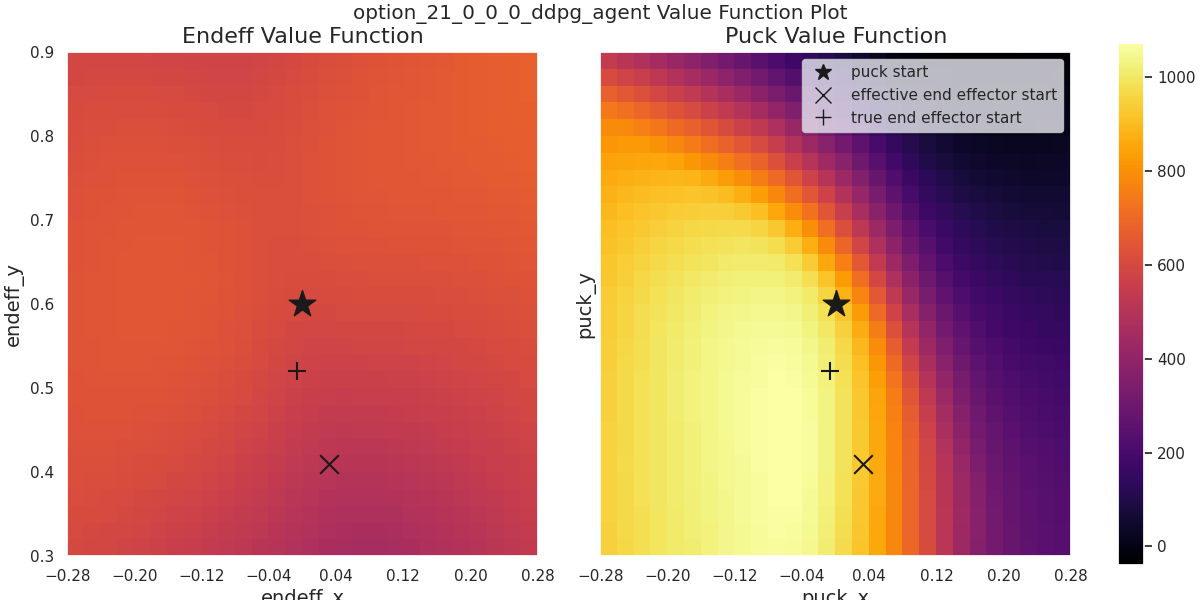 option_21_0_0_0_ddpg_agent Value Function Plot
Endeff Value Function
Puck Value Function
puck start
effective end effector start
true end effector start
endeff_y
0.9
0.8
0.7
0.6
0.5
0.4
0.3
−0.28 −0.20 −0.12 −0.04 0.04 0.12 0.20 0.28
endeff_x
puck_y
−0.28 −0.20 −0.12 −0.04 0.04 0.12 0.20 0.28
puck_x
1000
800
600
400
200
0